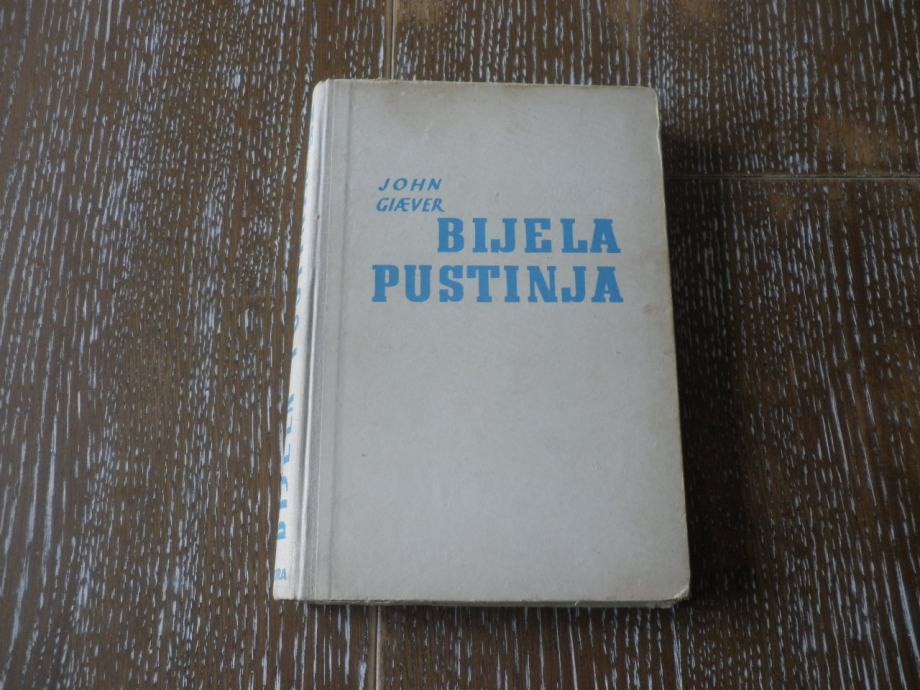 JOHN
GIÆVER
BIJELA
PUSTINJA